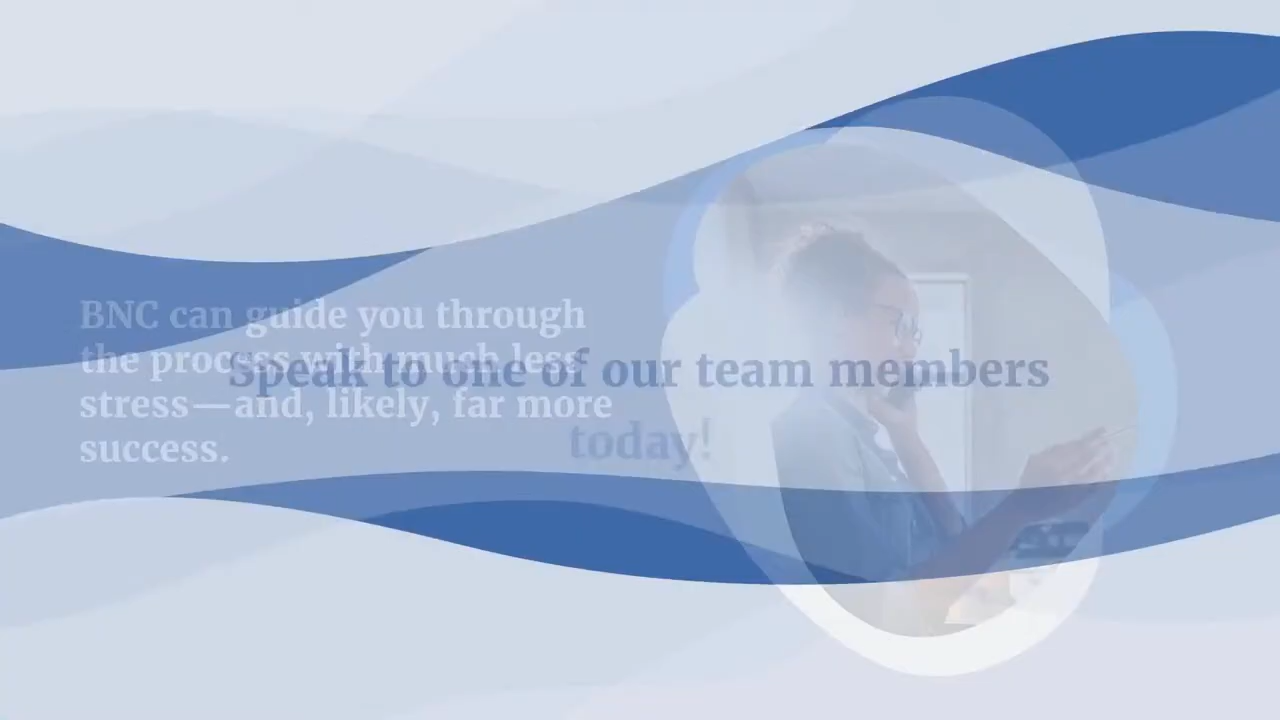 BNC can guide you through
the process with much less
stress—and, likely, far more
success.
Speak to one of our team members
today!